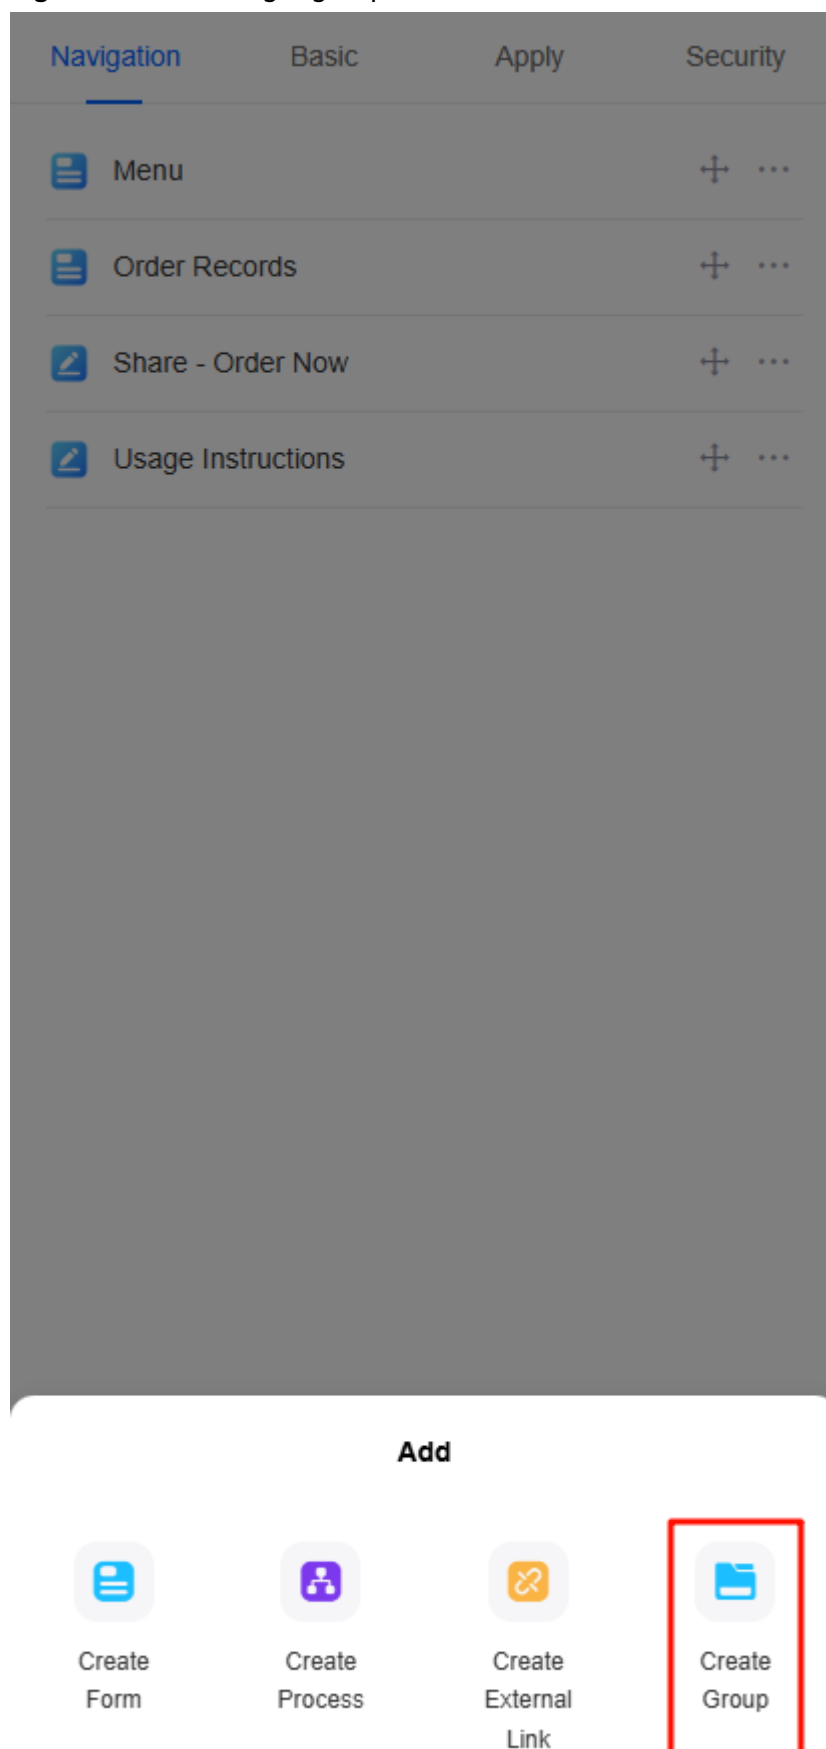 Navigation Basic Apply Security
Menu
Order Records
Share - Order Now
Usage Instructions
Add
Create Form
Create Process
Create External Link
Create Group